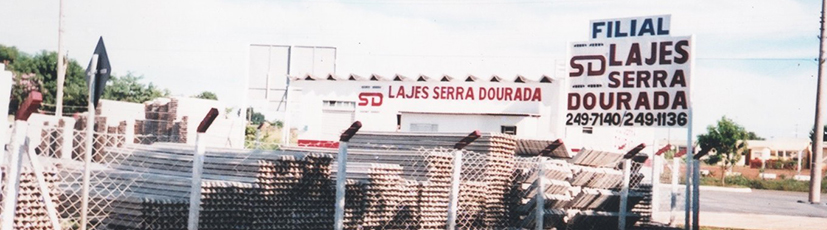 SD LAJES SERRA DOURADA
FILIAL
SD LAJES
SERRA
DOURADA
249-7140/249-1136